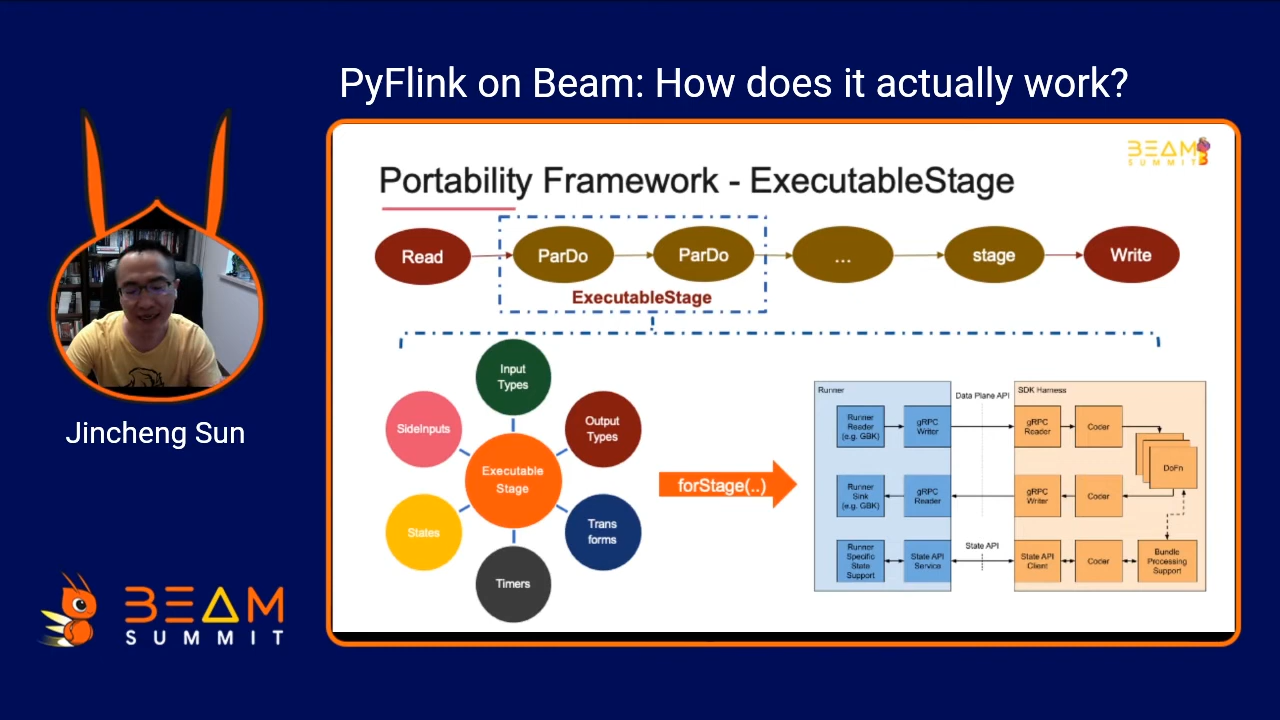 PyFlink on Beam: How does it actually work?
BEAM
SUMMIT
Portability Framework - ExecutableStage
Read
ParDo
ParDo
...
stage
Write
ExecutableStage
Input
Types
SideInputs
Output
Types
Executable
Stage
States
Trans
forms
Timers
forStage(..)
Runner
Data Plane API
SDK Harness
Runner
Reader
(e.g. GBK)
gRPC
Writer
gRPC
Reader
Coder
DoFn
Runner
Sink
(e.g. GBK)
gRPC
Reader
gRPC
Writer
Coder
State API
Runner
Specific
State
Support
State API
Service
State API
Client
Coder
Bundle
Processing
Support
Jincheng Sun
BEAM
SUMMIT